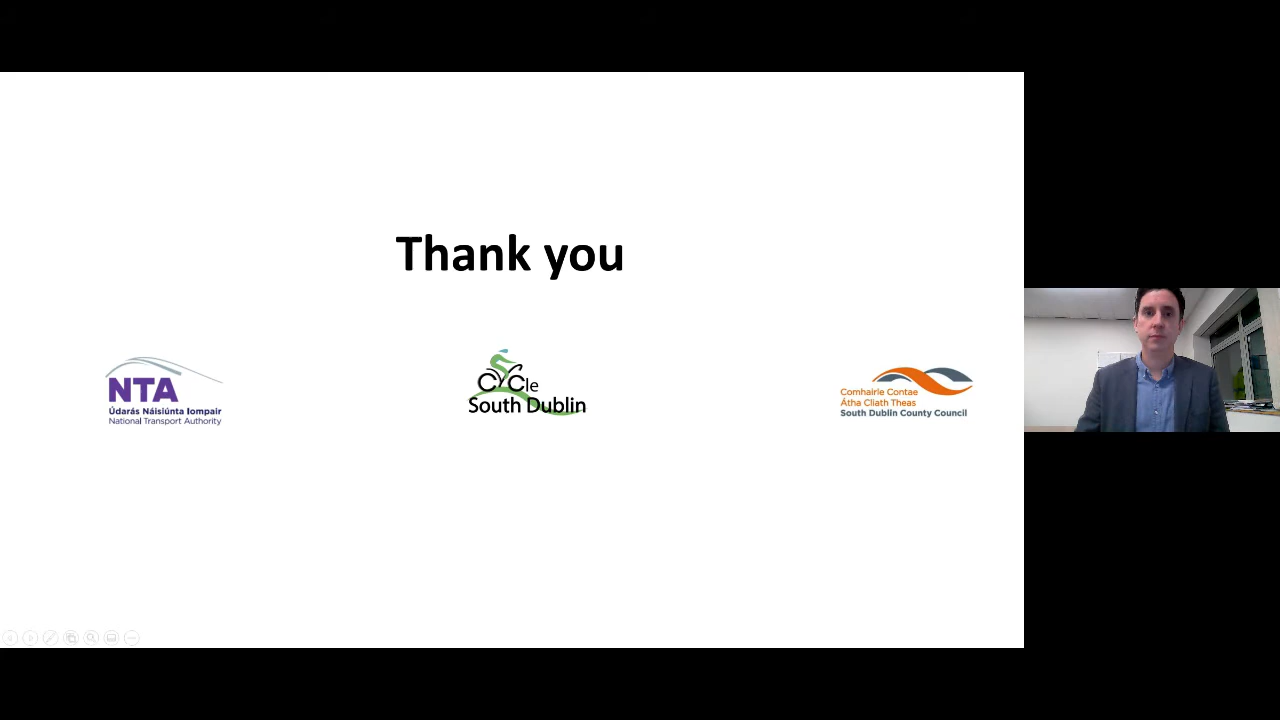 Thank you
NTA
Údarás Náisiúnta Iompair
National Transport Authority
CyCle
South Dublin
Comhairle Contae
Átha Cliath Theas
South Dublin County Council